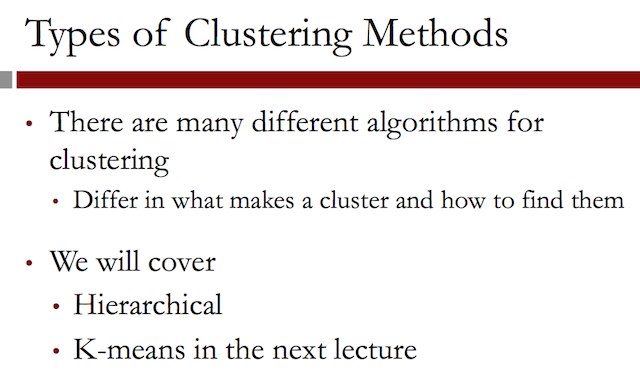 Types of Clustering Methods
• There are many different algorithms for
clustering
• Differ in what makes a cluster and how to find them
• We will cover
• Hierarchical
• K-means in the next lecture